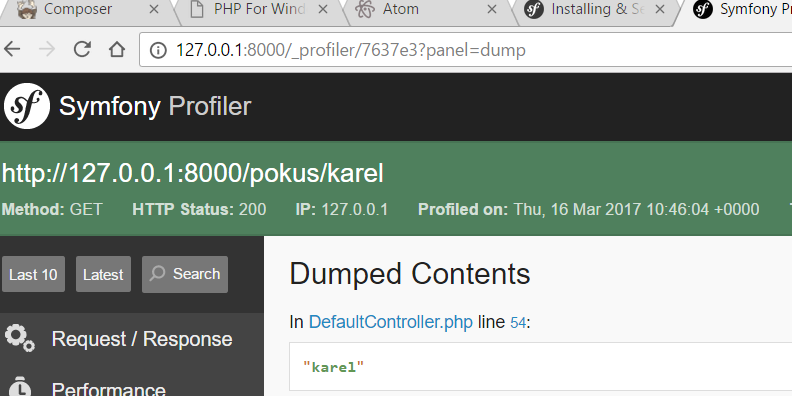 Composer PHP For Wind Atom Installing & Se Symfony Pr
127.0.0.1:8000/_profiler/7637e3?panel=dump
sf Symfony Profiler
http://127.0.0.1:8000/pokus/karel
Method: GET HTTP Status: 200 IP: 127.0.0.1 Profiled on: Thu, 16 Mar 2017 10:46:04 +0000
Last 10 Latest Search
Dumped Contents
In DefaultController.php line 54:
Request / Response
"karel"
Performance